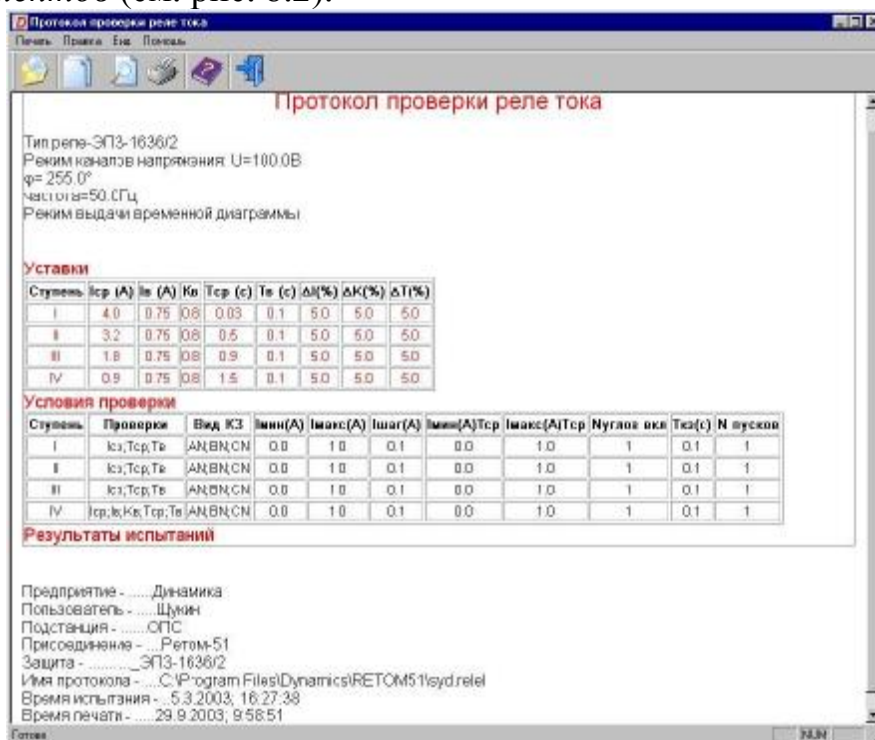 (см. рис. 8.2).
Протокол проверки реле тока
Печать Правка Вид Помощь
Протокол проверки реле тока
Тип реле-ЭПЗ-1636/2
Режим каналов напряжения: U=100.0В
φ= 255.0°
частота=50.0Гц
Режим выдачи временной диаграммы
Уставки
Ступень Iср (A) Iв (A) Кв Тср (с) Тв (с) ΔI(%) ΔК(%) ΔТ(%)
I 4.0 0.75 0.8 0.03 0.1 5.0 5.0 5.0
II 3.2 0.75 0.8 0.5 0.1 5.0 5.0 5.0
III 1.8 0.75 0.8 0.9 0.1 5.0 5.0 5.0
IV 0.9 0.75 0.8 1.5 0.1 5.0 5.0 5.0
Условия проверки
Ступень Проверки Вид КЗ Iмин(A) Iмакс(A) Iшаг(A) Iмин(A)Тср Iмакс(A)Тср Nуглов вкл Ткз(с) N пусков
I Iсз;Тср;Тв AN;BN;CN 0.0 1.0 0.1 0.0 1.0 1 0.1 1
II Iсз;Тср;Тв AN;BN;CN 0.0 1.0 0.1 0.0 1.0 1 0.1 1
III Iсз;Тср;Тв AN;BN;CN 0.0 1.0 0.1 0.0 1.0 1 0.1 1
IV Iср;Iв;Кв;Тср;Тв AN;BN;CN 0.0 1.0 0.1 0.0 1.0 1 0.1 1
Результаты испытаний
Предприятие - ......Динамика
Пользователь - .....Щукин
Подстанция - .......ОПС
Присоединение - ...Ретом-51
Защита - .........._ЭПЗ-1636/2
Имя протокола - ...C:\Program Files\Dynamics\RETOM51\syd.relel
Время испытания - ..5.3.2003; 16:27:38
Время печати - .....29.9.2003; 9:58:51
Готово NUM